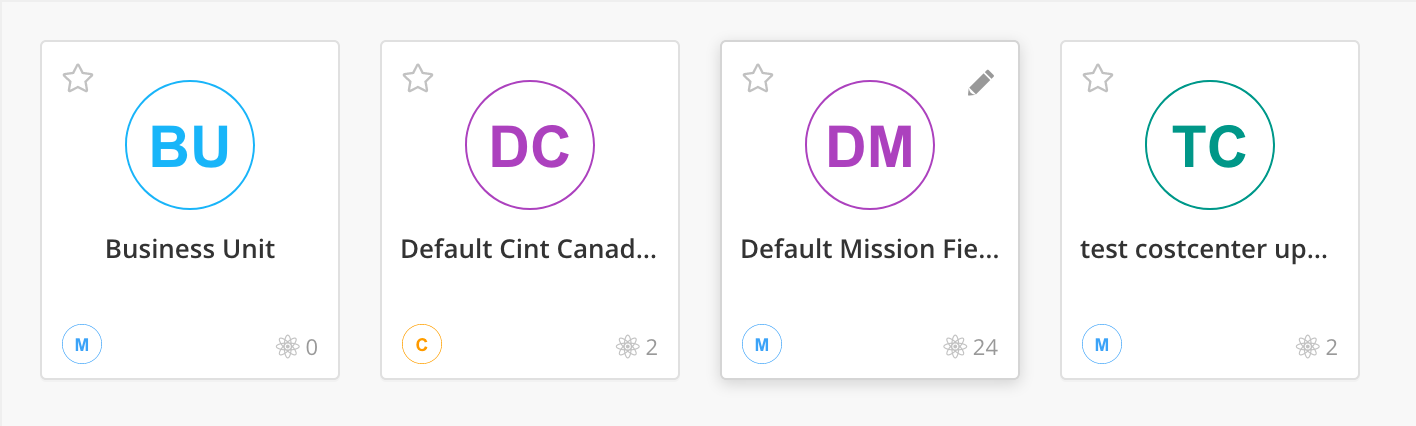 BU
Business Unit
M
0
DC
Default Cint Canad...
C
2
DM
Default Mission Fie...
M
24
TC
test costcenter up...
M
2